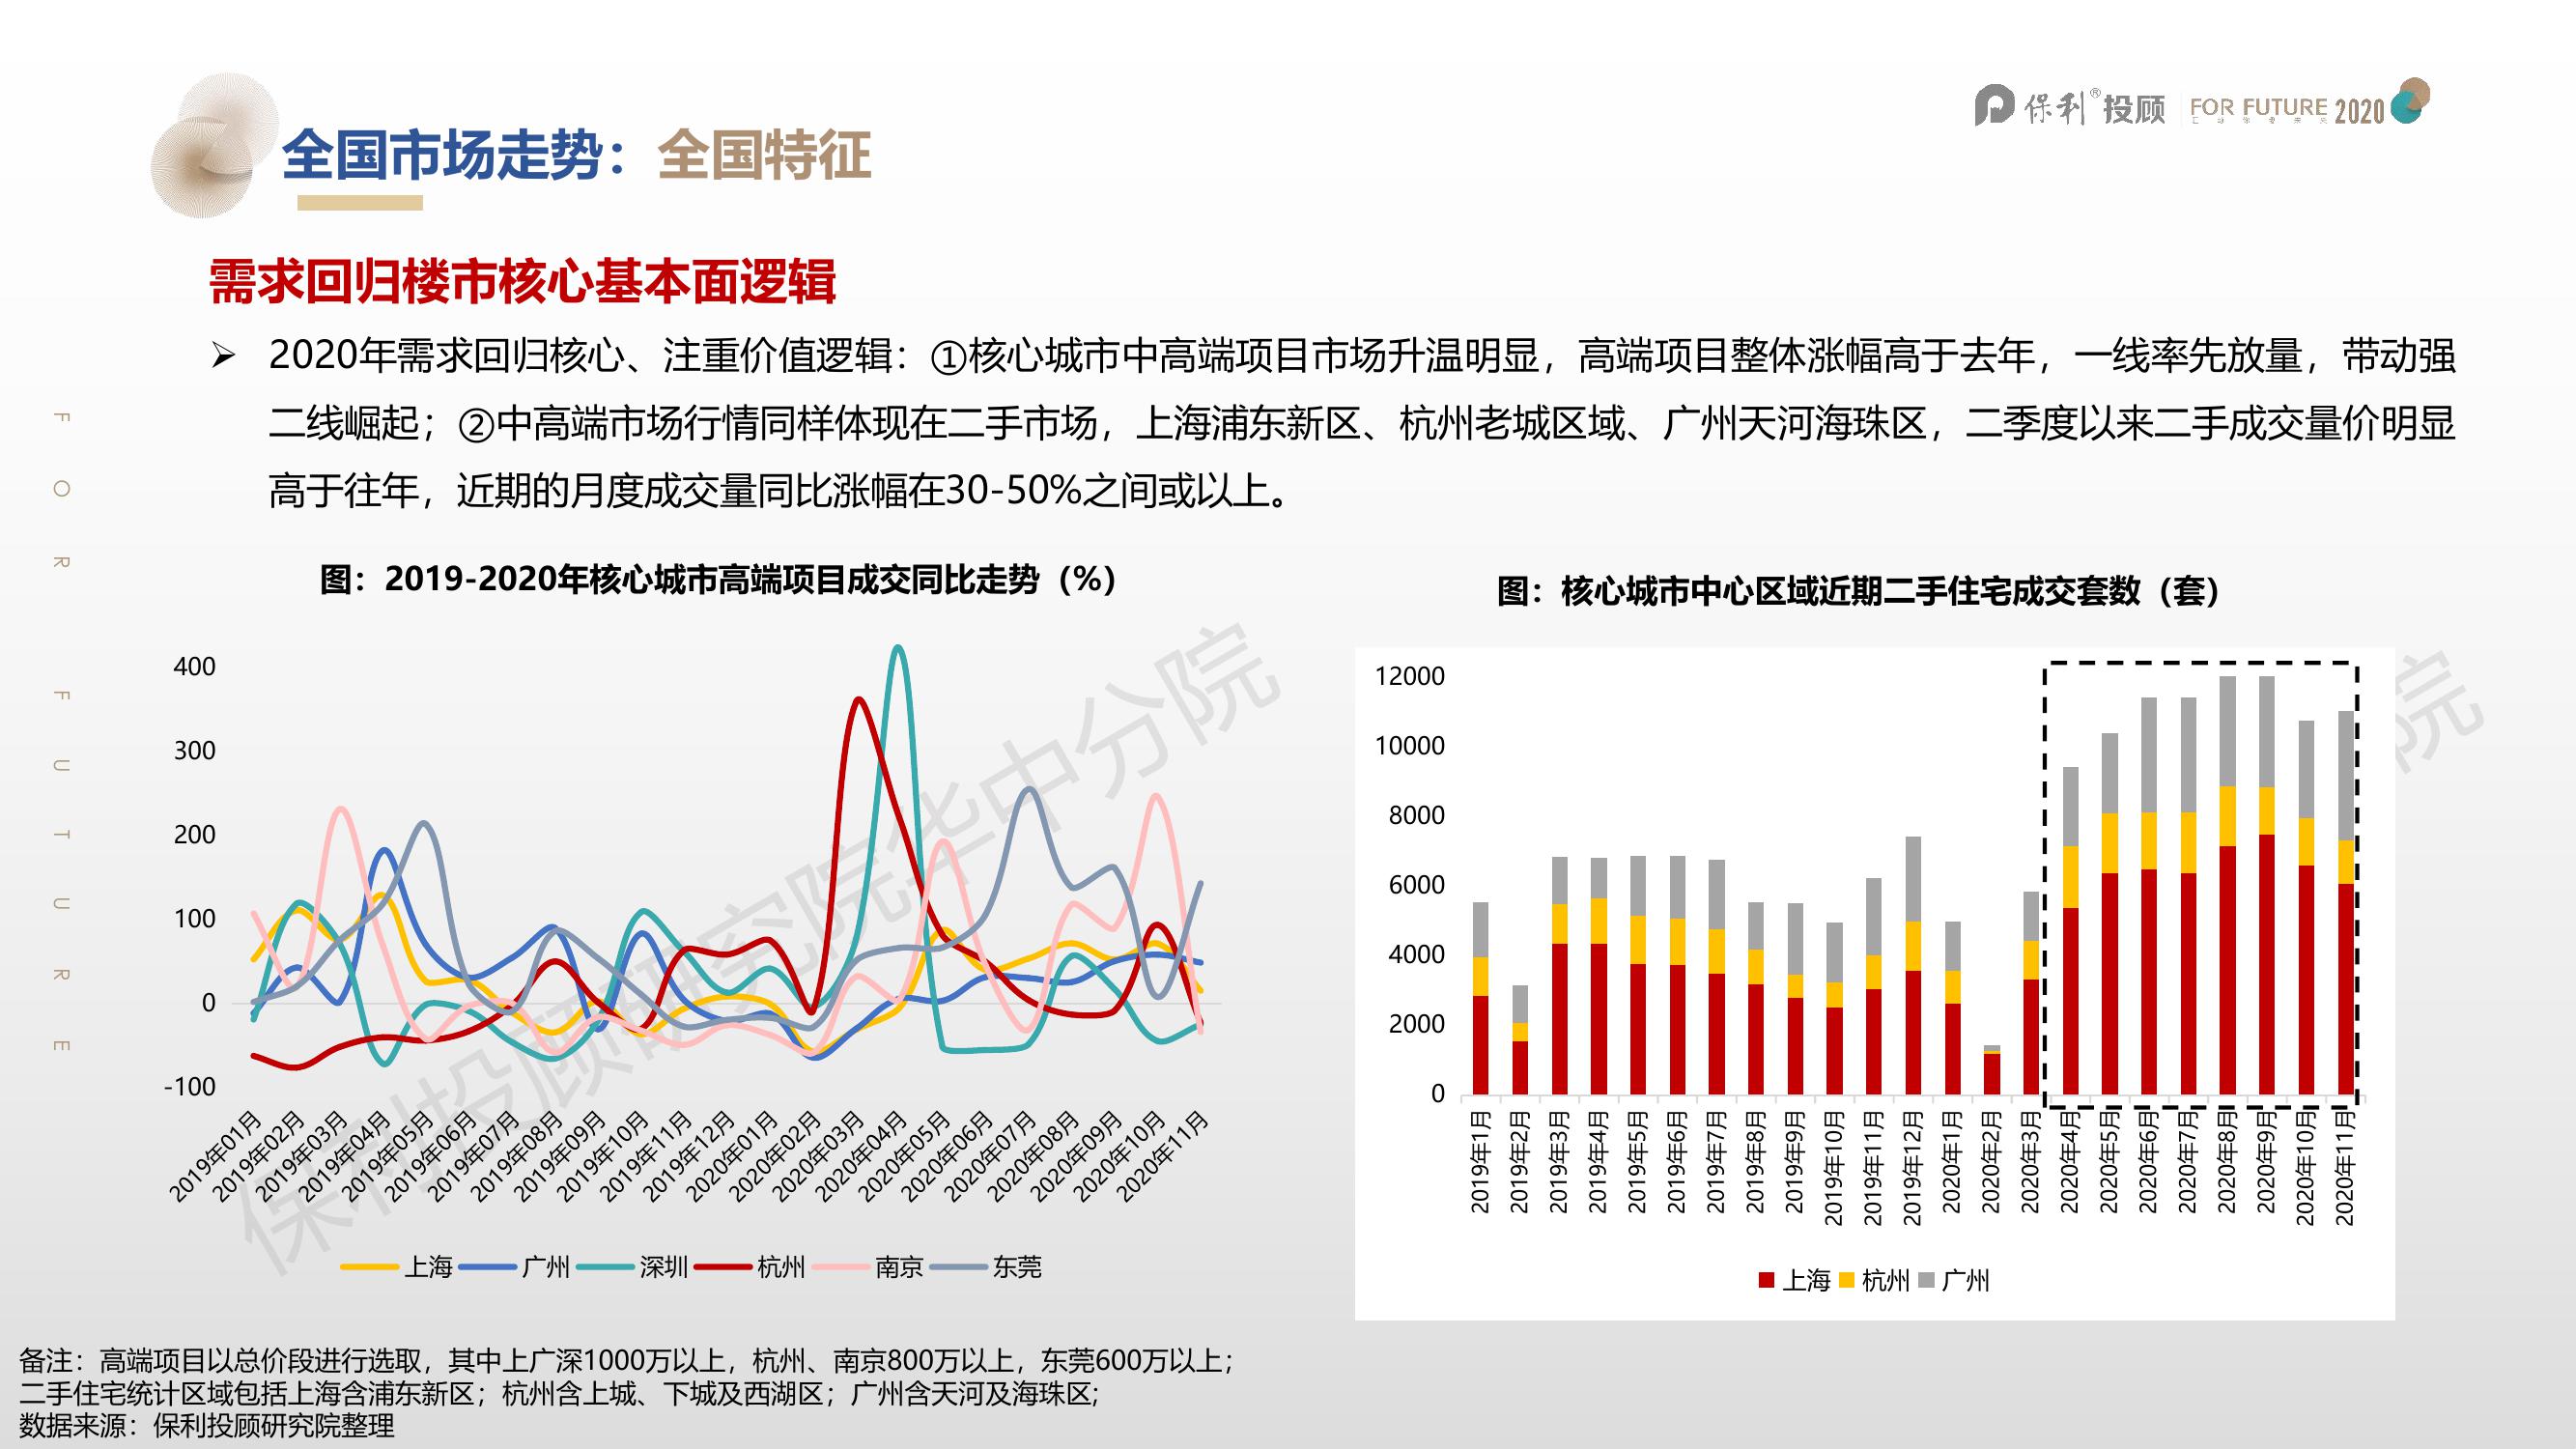 保利®投顾 FOR FUTURE 2020
全国市场走势：全国特征
需求回归楼市核心基本面逻辑
➢ 2020年需求回归核心、注重价值逻辑：①核心城市中高端项目市场升温明显，高端项目整体涨幅高于去年，一线率先放量，带动强
二线崛起；②中高端市场行情同样体现在二手市场，上海浦东新区、杭州老城区域、广州天河海珠区，二季度以来二手成交量价明显
高于往年，近期的月度成交量同比涨幅在30-50%之间或以上。
FOR FUTURE
图：2019-2020年核心城市高端项目成交同比走势（%）
400
300
200
100
0
-100
2019年01月
2019年02月
2019年03月
2019年04月
2019年05月
2019年06月
2019年07月
2019年08月
2019年09月
2019年10月
2019年11月
2019年12月
2020年01月
2020年02月
2020年03月
2020年04月
2020年05月
2020年06月
2020年07月
2020年08月
2020年09月
2020年10月
2020年11月
上海 广州 深圳 杭州 南京 东莞
保利投顾研究院华中分院
图：核心城市中心区域近期二手住宅成交套数（套）
12000
10000
8000
6000
4000
2000
0
2019年1月
2019年2月
2019年3月
2019年4月
2019年5月
2019年6月
2019年7月
2019年8月
2019年9月
2019年10月
2019年11月
2019年12月
2020年1月
2020年2月
2020年3月
2020年4月
2020年5月
2020年6月
2020年7月
2020年8月
2020年9月
2020年10月
2020年11月
上海 杭州 广州
院
备注：高端项目以总价段进行选取，其中上广深1000万以上，杭州、南京800万以上，东莞600万以上；
二手住宅统计区域包括上海含浦东新区；杭州含上城、下城及西湖区；广州含天河及海珠区;
数据来源：保利投顾研究院整理